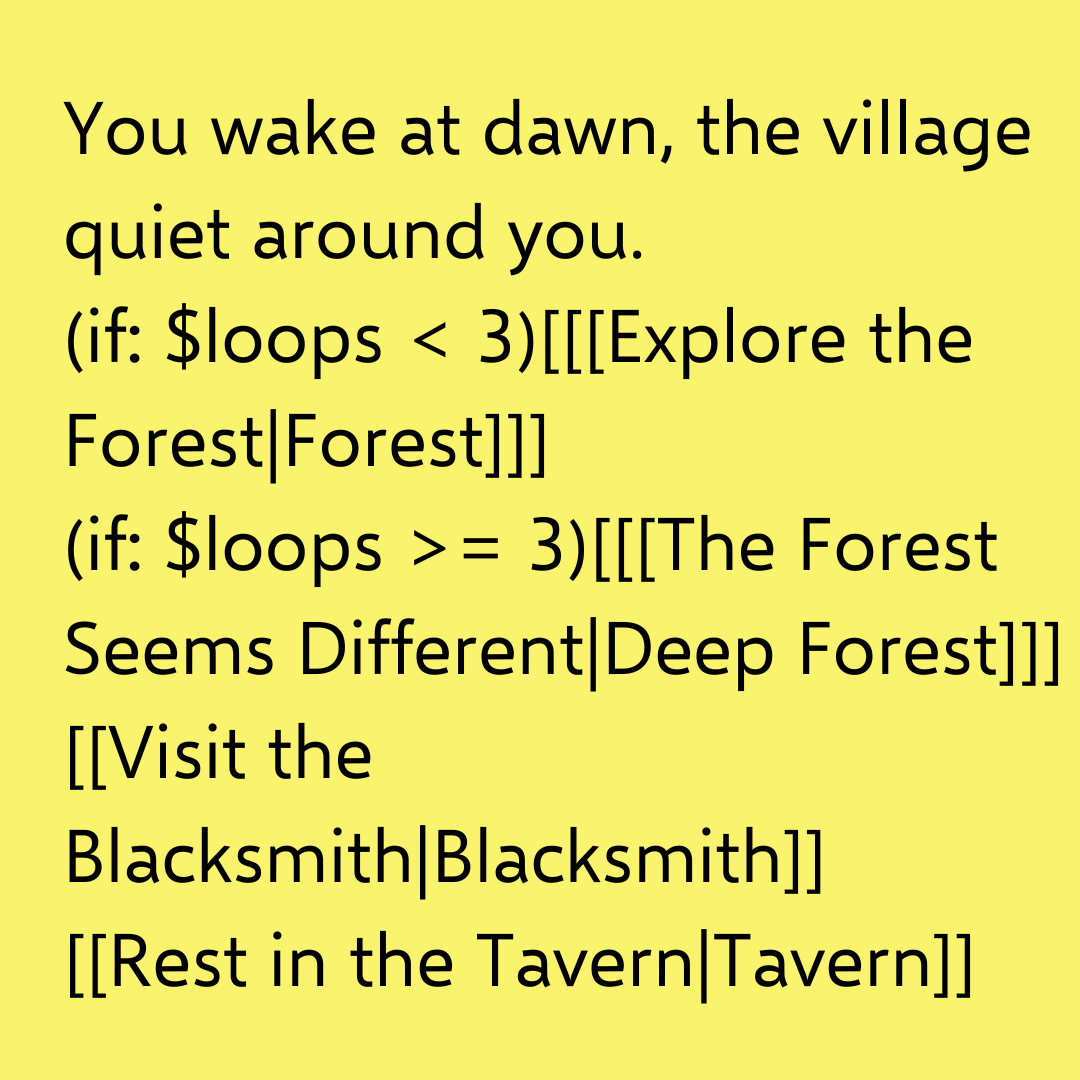 You wake at dawn, the village
quiet around you.
(if: $loops < 3)[[[Explore the
Forest|Forest]]]
(if: $loops >= 3)[[[The Forest
Seems Different|Deep Forest]]]
[[Visit the
Blacksmith|Blacksmith]]
[[Rest in the Tavern|Tavern]]